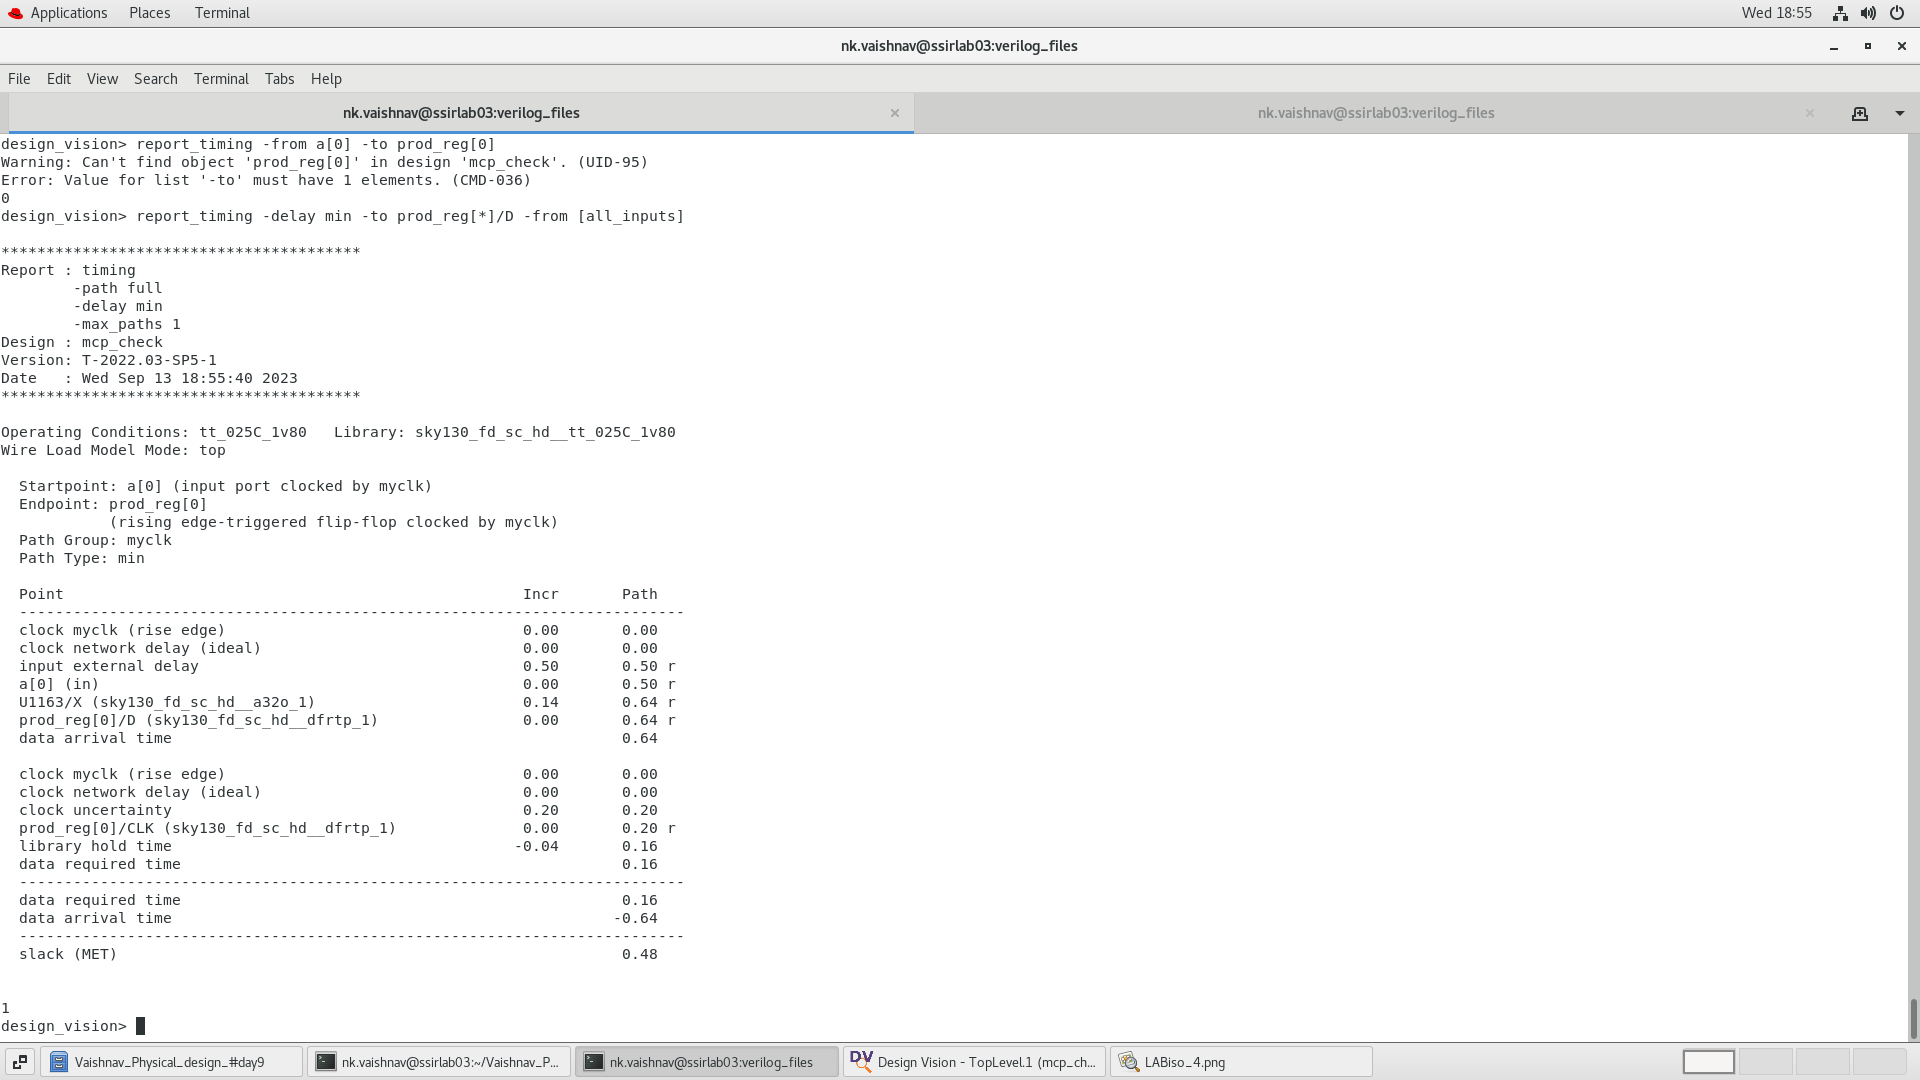 Applications Places Terminal Wed 18:55
nk.vaishnav@ssirlab03:verilog_files
File Edit View Search Terminal Tabs Help
nk.vaishnav@ssirlab03:verilog_files × nk.vaishnav@ssirlab03:verilog_files ×
design_vision> report_timing -from a[0] -to prod_reg[0]
Warning: Can't find object 'prod_reg[0]' in design 'mcp_check'. (UID-95)
Error: Value for list '-to' must have 1 elements. (CMD-036)
0
design_vision> report_timing -delay min -to prod_reg[*]/D -from [all_inputs]
****************************************
Report : timing
        -path full
        -delay min
        -max_paths 1
Design : mcp_check
Version: T-2022.03-SP5-1
Date   : Wed Sep 13 18:55:40 2023
****************************************
Operating Conditions: tt_025C_1v80   Library: sky130_fd_sc_hd__tt_025C_1v80
Wire Load Model Mode: top
  Startpoint: a[0] (input port clocked by myclk)
  Endpoint: prod_reg[0]
            (rising edge-triggered flip-flop clocked by myclk)
  Path Group: myclk
  Path Type: min
  Point                                                   Incr       Path
  --------------------------------------------------------------------------
  clock myclk (rise edge)                                 0.00       0.00
  clock network delay (ideal)                             0.00       0.00
  input external delay                                    0.50       0.50 r
  a[0] (in)                                               0.00       0.50 r
  U1163/X (sky130_fd_sc_hd__a32o_1)                       0.14       0.64 r
  prod_reg[0]/D (sky130_fd_sc_hd__dfrtp_1)                0.00       0.64 r
  data arrival time                                                  0.64
  clock myclk (rise edge)                                 0.00       0.00
  clock network delay (ideal)                             0.00       0.00
  clock uncertainty                                       0.20       0.20
  prod_reg[0]/CLK (sky130_fd_sc_hd__dfrtp_1)              0.00       0.20 r
  library hold time                                      -0.04       0.16
  data required time                                                 0.16
  --------------------------------------------------------------------------
  data required time                                                 0.16
  data arrival time                                                 -0.64
  --------------------------------------------------------------------------
  slack (MET)                                                        0.48
1
design_vision>
Vaishnav_Physical_design_#day9 nk.vaishnav@ssirlab03:~/Vaishnav_P... nk.vaishnav@ssirlab03:verilog_files DV Design Vision - TopLevel.1 (mcp_ch... LABiso_4.png